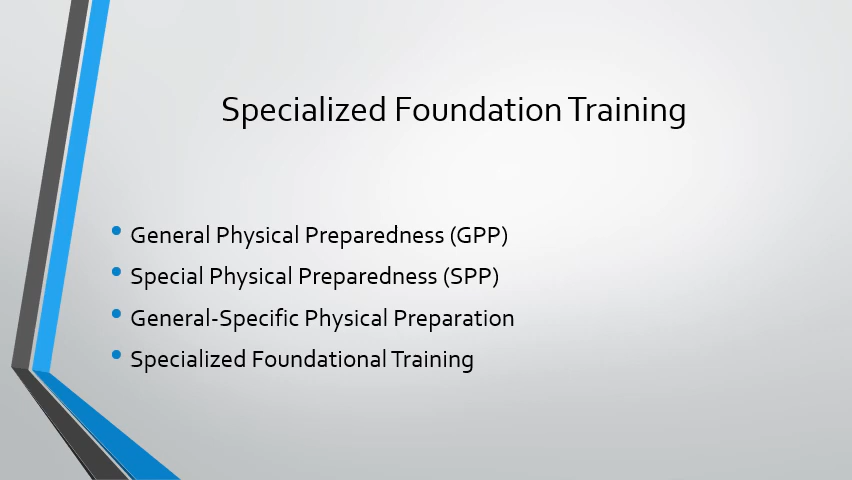 Specialized Foundation Training
General Physical Preparedness (GPP)
Special Physical Preparedness (SPP)
General-Specific Physical Preparation
Specialized Foundational Training